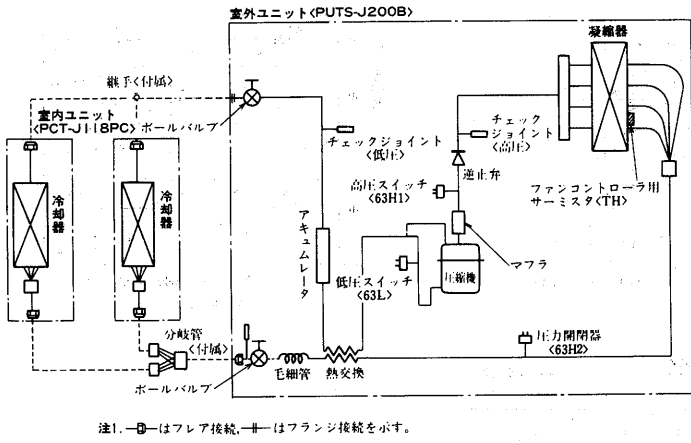 室外ユニット〈PUTS-J200B〉
凝縮器
継手〈付属〉
室内ユニット
〈PCT-J118PC〉
ボールバルブ
チェックジョイント
〈低圧〉
チェック
ジョイント
〈高圧〉
逆止弁
高圧スイッチ
〈63H1〉
ファンコントローラ用
サーミスタ〈TH〉
冷却器
冷却器
アキュムレータ
低圧スイッチ
〈63L〉
圧縮機
マフラ
分岐管
〈付属〉
ボールバルブ
毛細管
熱交換
圧力開閉器
〈63H2〉
注1. はフレア接続, はフランジ接続を示す。